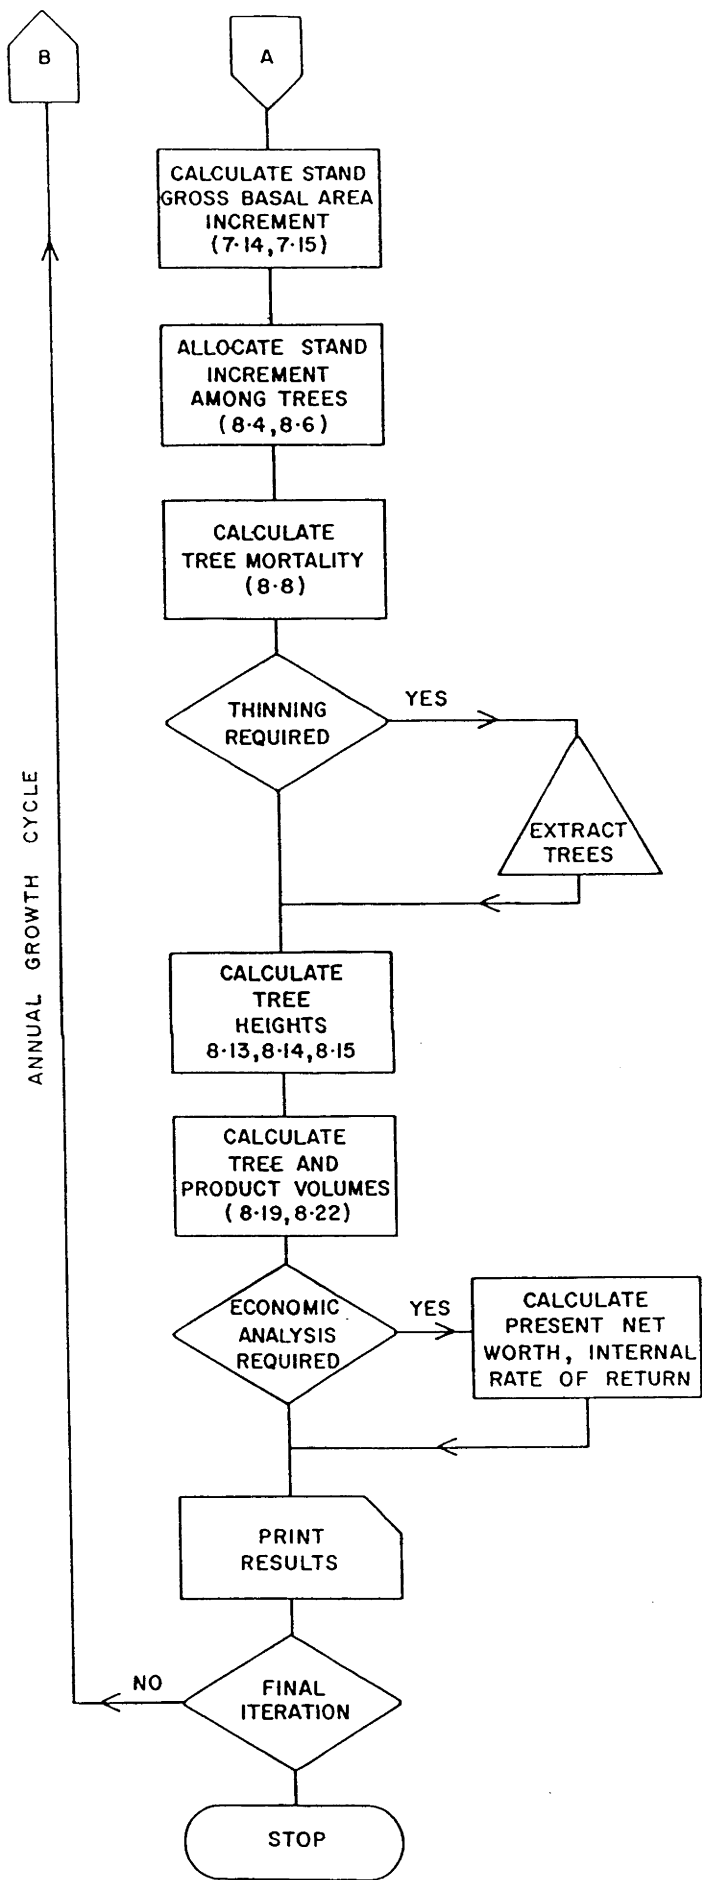 B
A
CALCULATE STAND
GROSS BASAL AREA
INCREMENT
(7·14, 7·15)
ALLOCATE STAND
INCREMENT
AMONG TREES
(8·4, 8·6)
CALCULATE
TREE MORTALITY
(8·8)
THINNING
REQUIRED
YES
EXTRACT
TREES
ANNUAL GROWTH CYCLE
CALCULATE
TREE
HEIGHTS
8·13, 8·14, 8·15
CALCULATE
TREE AND
PRODUCT VOLUMES
(8·19, 8·22)
ECONOMIC
ANALYSIS
REQUIRED
YES
CALCULATE
PRESENT NET
WORTH, INTERNAL
RATE OF RETURN
PRINT
RESULTS
FINAL
ITERATION
NO
STOP